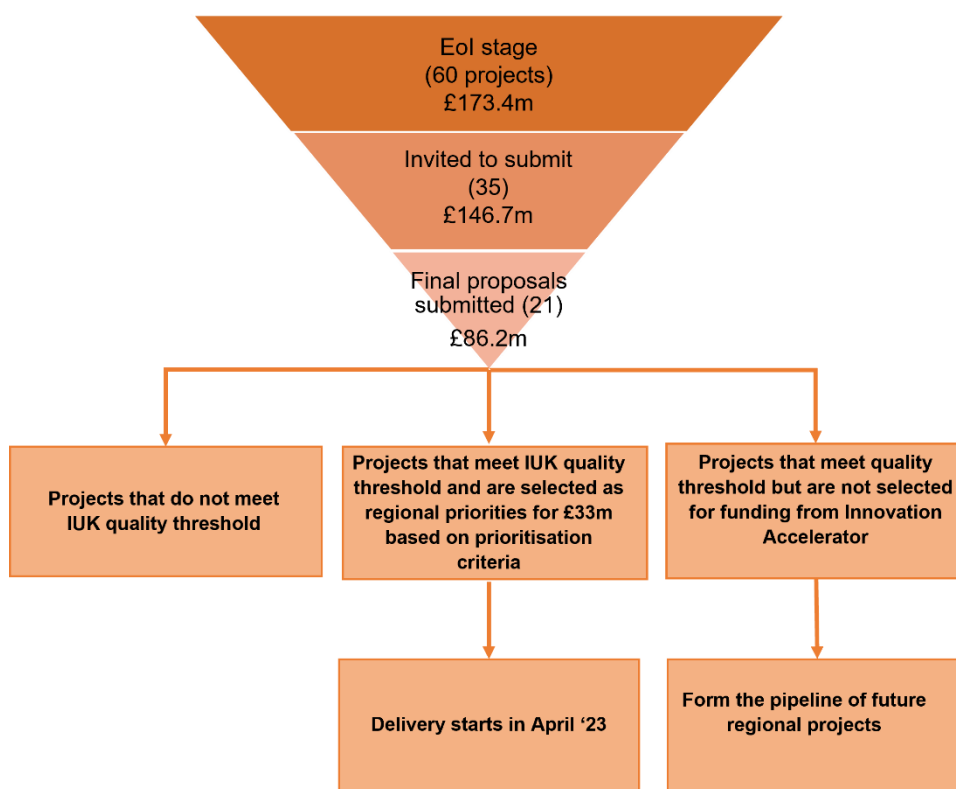 EoI stage
(60 projects)
£173.4m
Invited to submit
(35)
£146.7m
Final proposals
submitted (21)
£86.2m
Projects that do not meet
IUK quality threshold
Projects that meet IUK quality
threshold and are selected as
regional priorities for £33m
based on prioritisation
criteria
Projects that meet quality
threshold but are not selected
for funding from Innovation
Accelerator
Delivery starts in April ‘23
Form the pipeline of future
regional projects